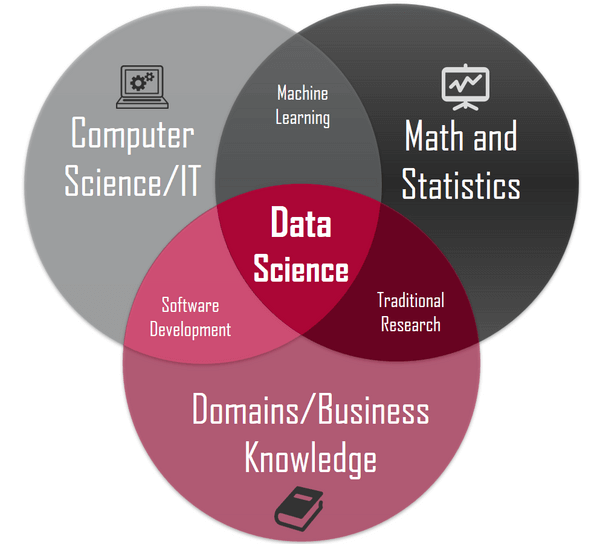 Machine
Learning
Computer
Science/IT
Math and
Statistics
Data
Science
Software
Development
Traditional
Research
Domains/Business
Knowledge